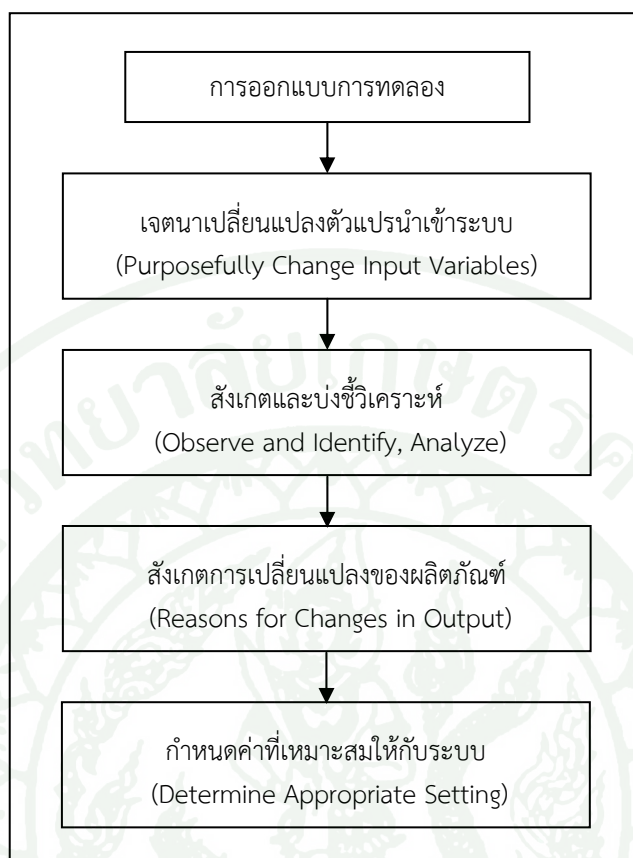 การออกแบบการทดลอง
เจตนาเปลี่ยนแปลงตัวแปรนำเข้าระบบ
(Purposefully Change Input Variables)
สังเกตและบ่งชี้วิเคราะห์
(Observe and Identify, Analyze)
สังเกตการเปลี่ยนแปลงของผลิตภัณฑ์
(Reasons for Changes in Output)
กำหนดค่าที่เหมาะสมให้กับระบบ
(Determine Appropriate Setting)